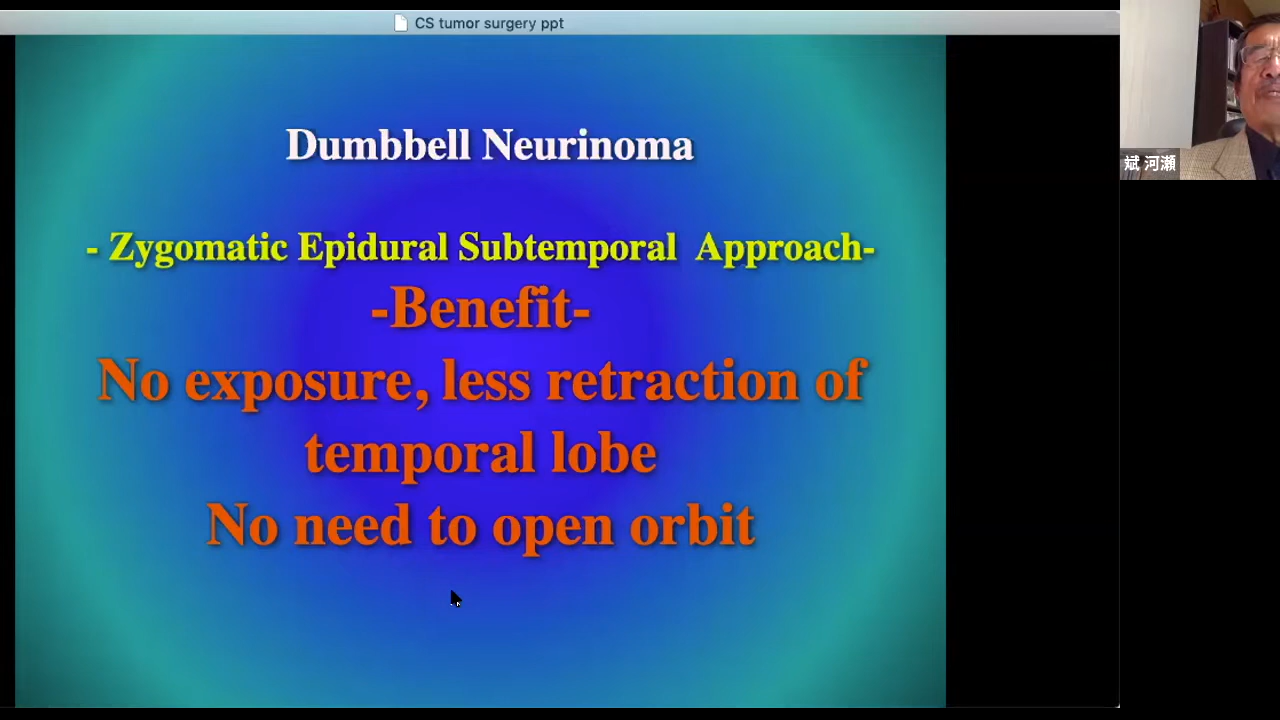 CS tumor surgery ppt
Dumbbell Neurinoma
- Zygomatic Epidural Subtemporal Approach-
-Benefit-
No exposure, less retraction of
temporal lobe
No need to open orbit
斌 河瀬